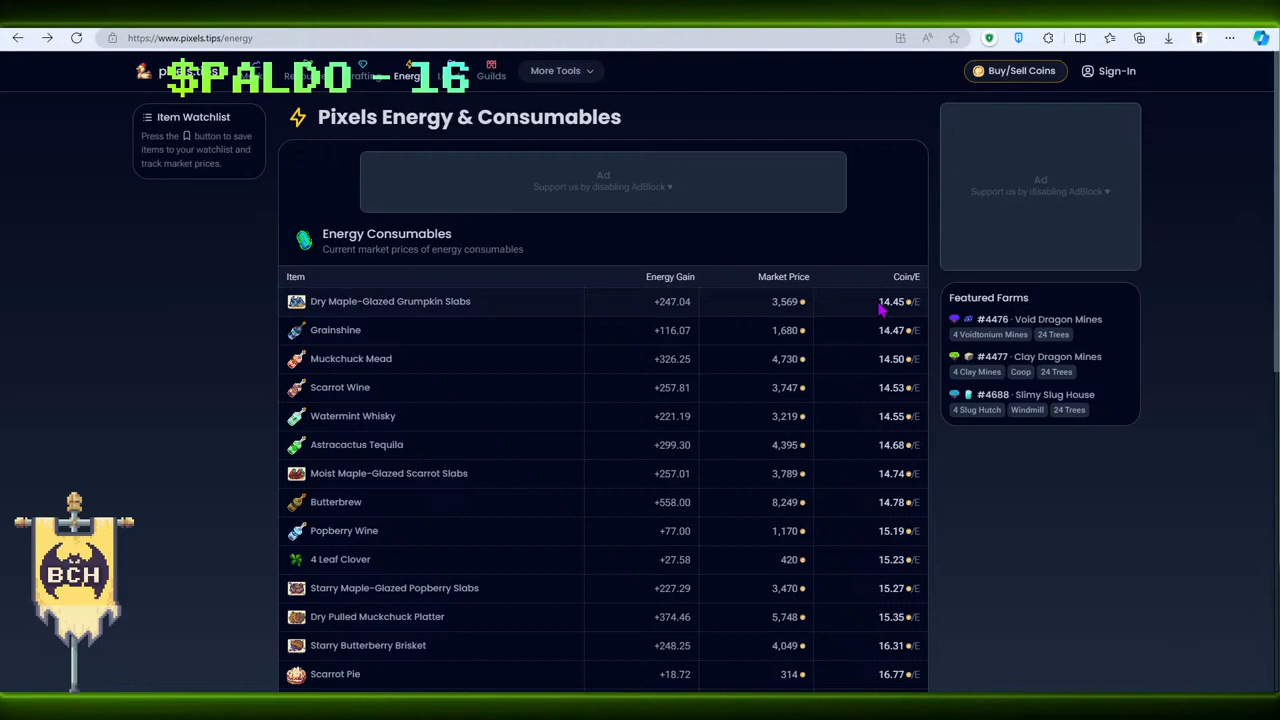 https://www.pixels.tips/energy
$PALDO-16
pixels.tips
Energy
Guilds
More Tools
Buy/Sell Coins
Sign-In
Item Watchlist
Press the button to save
items to your watchlist and
track market prices.
Pixels Energy & Consumables
Ad
Support us by disabling AdBlock ♥
Ad
Support us by disabling AdBlock ♥
Energy Consumables
Current market prices of energy consumables
Item Energy Gain Market Price Coin/E
Dry Maple-Glazed Grumpkin Slabs +247.04 3,569 14.45/E
Grainshine +116.07 1,680 14.47/E
Muckchuck Mead +326.25 4,730 14.50/E
Scarrot Wine +257.81 3,747 14.53/E
Watermint Whisky +221.19 3,219 14.55/E
Astracactus Tequila +299.30 4,395 14.68/E
Moist Maple-Glazed Scarrot Slabs +257.01 3,789 14.74/E
Butterbrew +558.00 8,249 14.78/E
Popberry Wine +77.00 1,170 15.19/E
4 Leaf Clover +27.58 420 15.23/E
Starry Maple-Glazed Popberry Slabs +227.29 3,470 15.27/E
Dry Pulled Muckchuck Platter +374.46 5,748 15.35/E
Starry Butterberry Brisket +248.25 4,049 16.31/E
Scarrot Pie +18.72 314 16.77/E
Featured Farms
#4476 · Void Dragon Mines
4 Voidtonium Mines 24 Trees
#4477 · Clay Dragon Mines
4 Clay Mines Coop 24 Trees
#4688 · Slimy Slug House
4 Slug Hutch Windmill 24 Trees
BCH